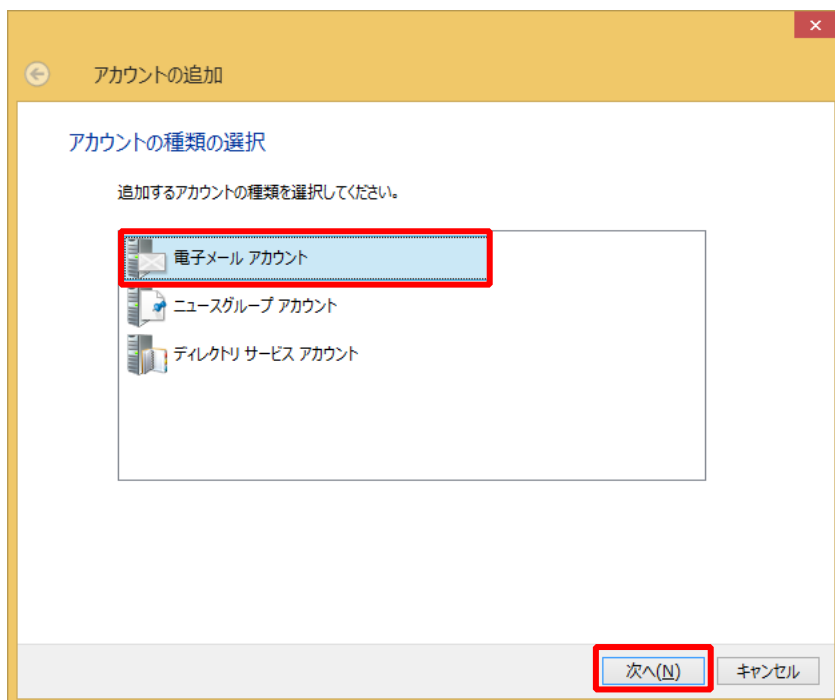 アカウントの追加
アカウントの種類の選択
追加するアカウントの種類を選択してください。
電子メール アカウント
ニュースグループ アカウント
ディレクトリ サービス アカウント
次へ(N)
キャンセル